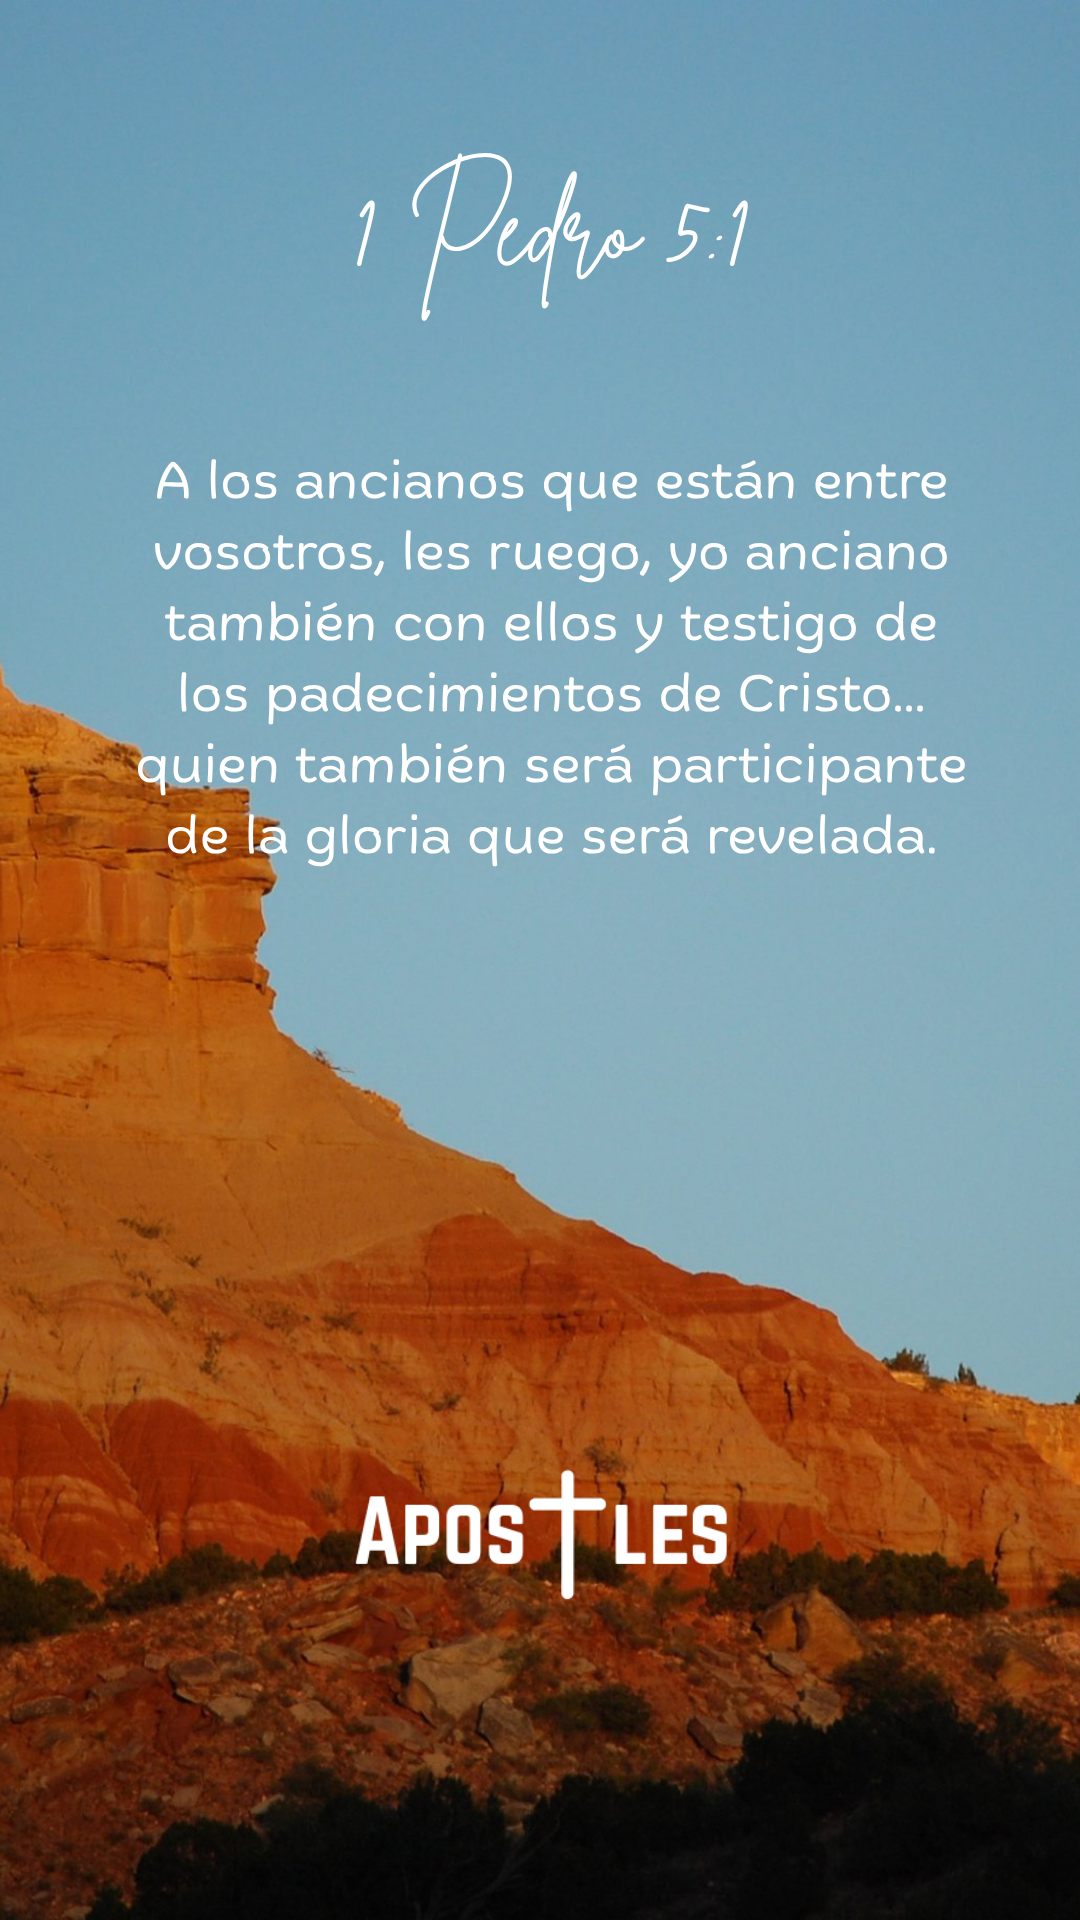 1 Pedro 5:1
A los ancianos que están entre
vosotros, les ruego, yo anciano
también con ellos y testigo de
los padecimientos de Cristo...
quien también será participante
de la gloria que será revelada.
APOSTLES